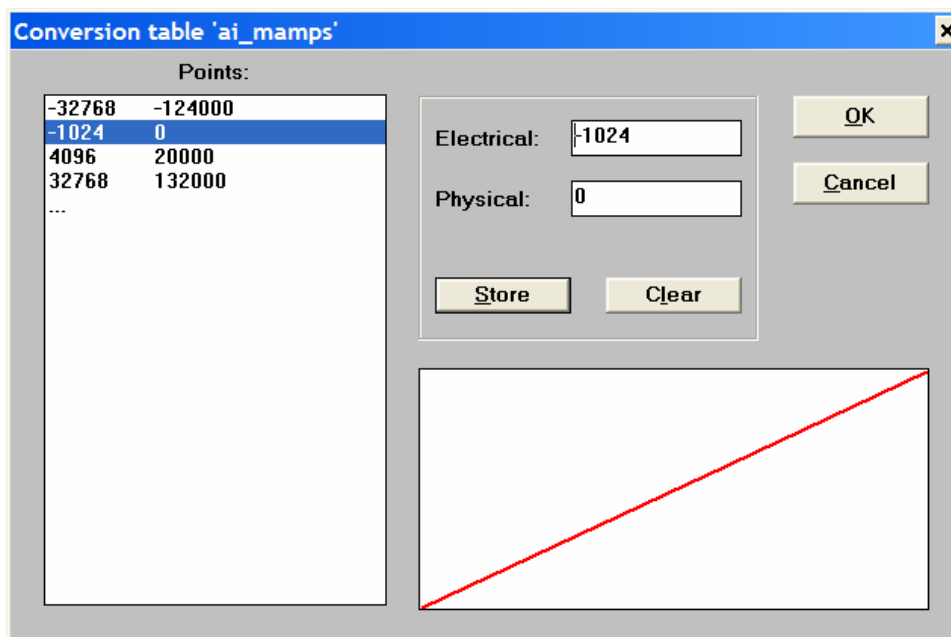 Conversion table 'ai_mamps'
Points:
-32768 -124000
-1024 0
4096 20000
32768 132000
...
Electrical: -1024
Physical: 0
Store Clear
OK
Cancel